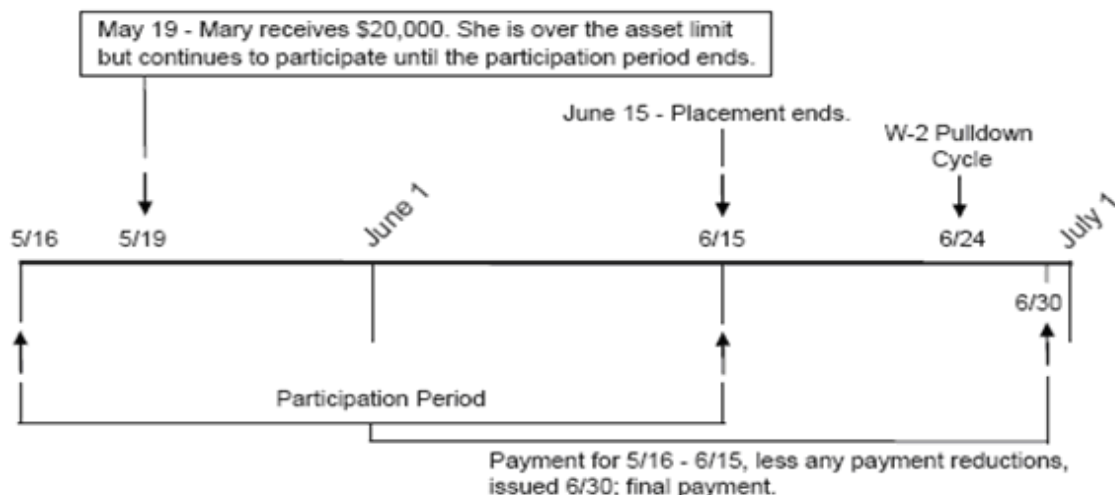 May 19 - Mary receives $20,000. She is over the asset limit
but continues to participate until the participation period ends.
June 15 - Placement ends.
W-2 Pulldown
Cycle
5/16
5/19
June 1
6/15
6/24
July 1
6/30
Participation Period
Payment for 5/16 - 6/15, less any payment reductions,
issued 6/30; final payment.